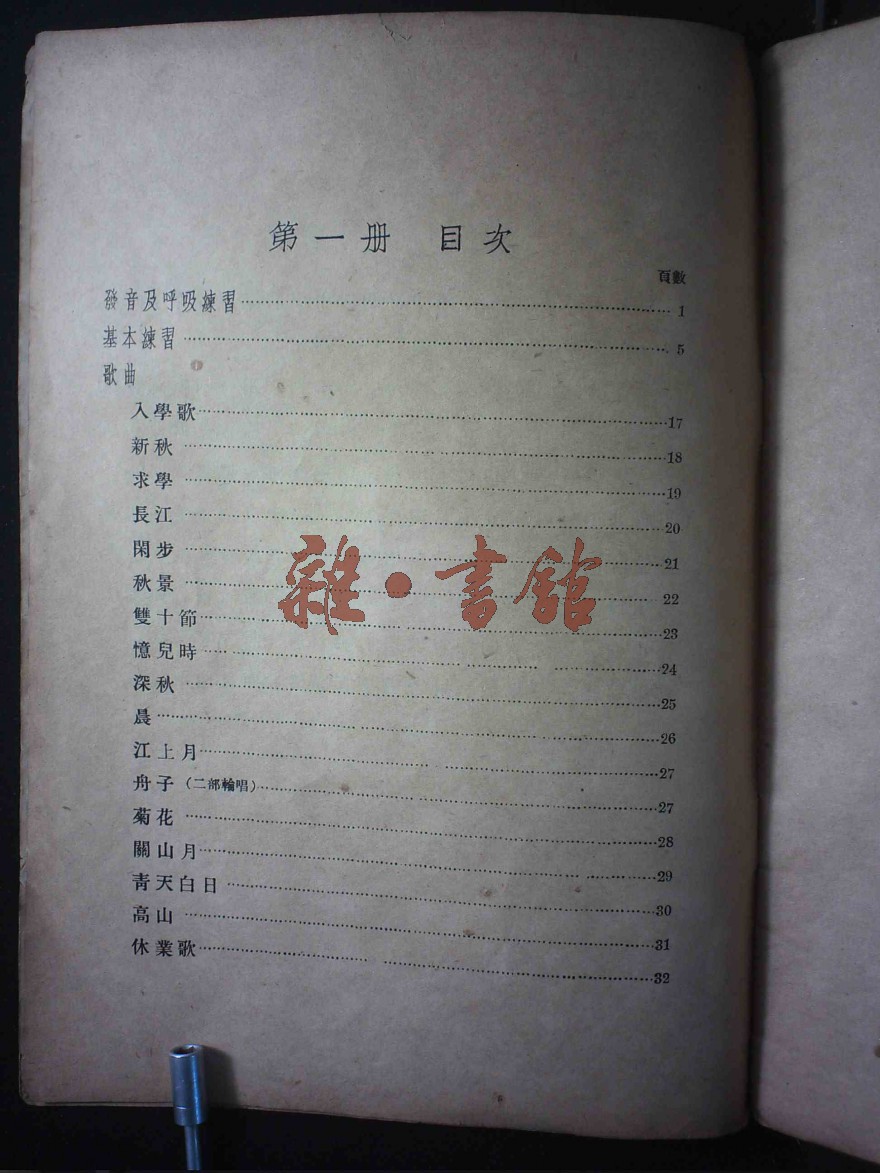 第一册 目次
頁數
發音及呼吸練習……1
基本練習……5
歌曲
入學歌……17
新秋……18
求學……19
長江……20
閑步……21
秋景……22
雙十節……23
憶兒時……24
深秋……25
晨……26
江上月……27
舟子(二部輪唱)……27
菊花……28
關山月……29
青天白日……30
高山……31
休業歌……32
雜·書館